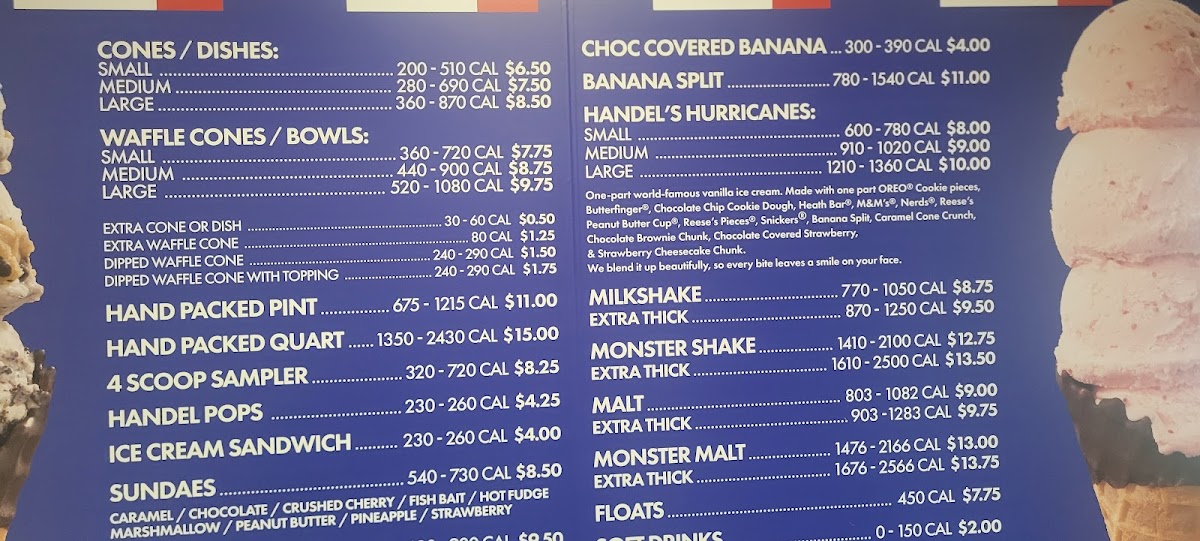 CONES / DISHES:
SMALL ........ 200 - 510 CAL $6.50
MEDIUM ........ 280 - 690 CAL $7.50
LARGE ........ 360 - 870 CAL $8.50
WAFFLE CONES / BOWLS:
SMALL ........ 360 - 720 CAL $7.75
MEDIUM ........ 440 - 900 CAL $8.75
LARGE ........ 520 - 1080 CAL $9.75
EXTRA CONE OR DISH ........ 30 - 60 CAL $0.50
EXTRA WAFFLE CONE ........ 80 CAL $1.25
DIPPED WAFFLE CONE ........ 240 - 290 CAL $1.50
DIPPED WAFFLE CONE WITH TOPPING ........ 240 - 290 CAL $1.75
HAND PACKED PINT ........ 675 - 1215 CAL $11.00
HAND PACKED QUART ...... 1350 - 2430 CAL $15.00
4 SCOOP SAMPLER ........ 320 - 720 CAL $8.25
HANDEL POPS ........ 230 - 260 CAL $4.25
ICE CREAM SANDWICH ........ 230 - 260 CAL $4.00
SUNDAES ........ 540 - 730 CAL $8.50
CARAMEL / CHOCOLATE / CRUSHED CHERRY / FISH BAIT / HOT FUDGE
MARSHMALLOW / PEANUT BUTTER / PINEAPPLE / STRAWBERRY
CAL $9.50
CHOC COVERED BANANA ... 300 - 390 CAL $4.00
BANANA SPLIT ........ 780 - 1540 CAL $11.00
HANDEL'S HURRICANES:
SMALL ........ 600 - 780 CAL $8.00
MEDIUM ........ 910 - 1020 CAL $9.00
LARGE ........ 1210 - 1360 CAL $10.00
One-part world-famous vanilla ice cream. Made with one part OREO® Cookie pieces,
Butterfinger®, Chocolate Chip Cookie Dough, Heath Bar®, M&M's®, Nerds®, Reese's
Peanut Butter Cup®, Reese's Pieces®, Snickers®, Banana Split, Caramel Cone Crunch,
Chocolate Brownie Chunk, Chocolate Covered Strawberry,
& Strawberry Cheesecake Chunk.
We blend it up beautifully, so every bite leaves a smile on your face.
MILKSHAKE ........ 770 - 1050 CAL $8.75
EXTRA THICK ........ 870 - 1250 CAL $9.50
MONSTER SHAKE ........ 1410 - 2100 CAL $12.75
EXTRA THICK ........ 1610 - 2500 CAL $13.50
MALT ........ 803 - 1082 CAL $9.00
EXTRA THICK ........ 903 -1283 CAL $9.75
MONSTER MALT ........ 1476 - 2166 CAL $13.00
EXTRA THICK ........ 1676 - 2566 CAL $13.75
FLOATS ........ 450 CAL $7.75
SOFT DRINKS ........ 0 - 150 CAL $2.00